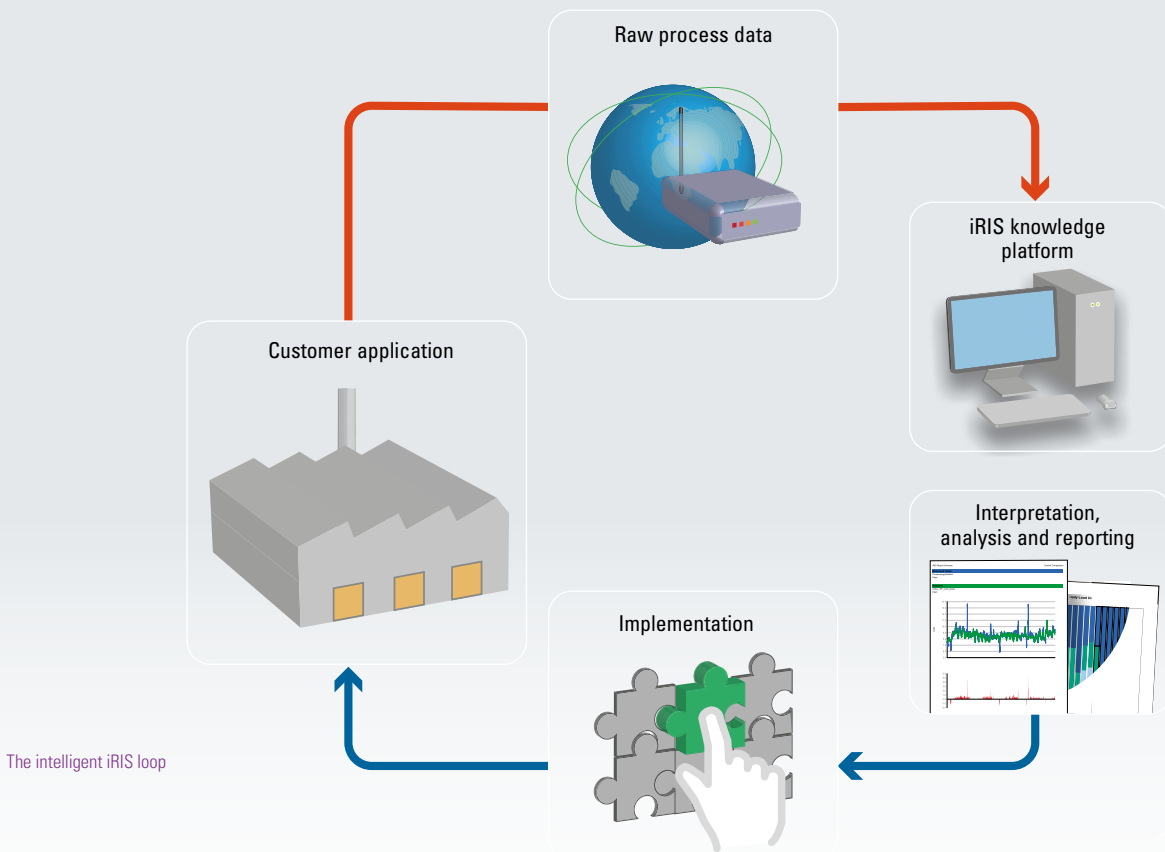 Raw process data
iRIS knowledge
platform
Customer application
Interpretation,
analysis and reporting
Implementation
The intelligent iRIS loop